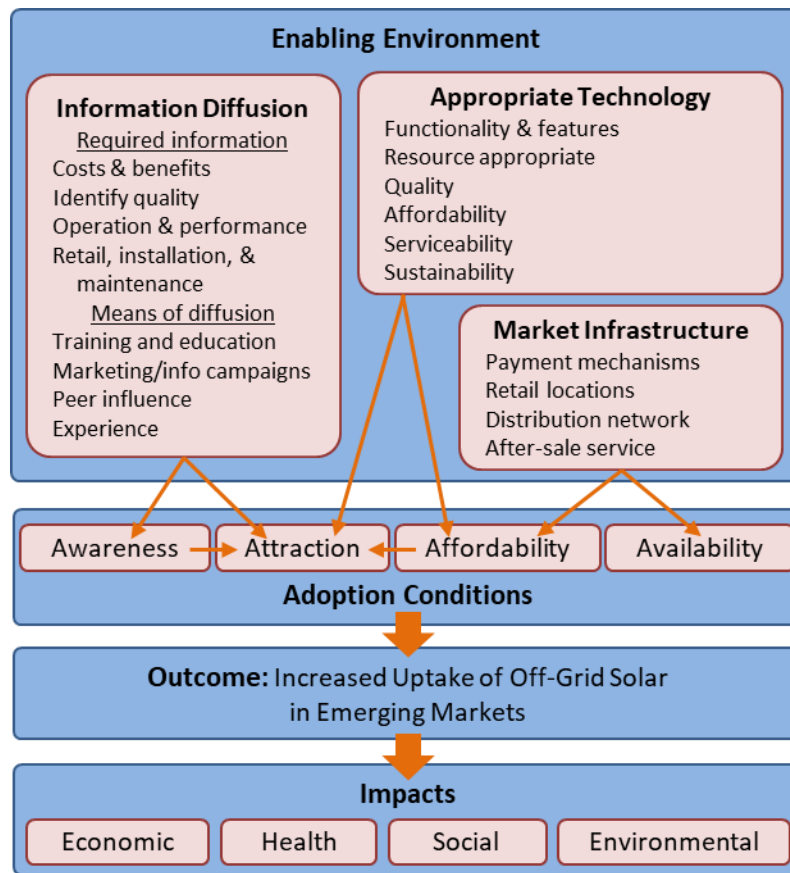 Enabling Environment
Information Diffusion
Required information
Costs & benefits
Identify quality
Operation & performance
Retail, installation, &
maintenance
Means of diffusion
Training and education
Marketing/info campaigns
Peer influence
Experience
Appropriate Technology
Functionality & features
Resource appropriate
Quality
Affordability
Serviceability
Sustainability
Market Infrastructure
Payment mechanisms
Retail locations
Distribution network
After-sale service
Awareness
Attraction
Affordability
Availability
Adoption Conditions
Outcome: Increased Uptake of Off-Grid Solar
in Emerging Markets
Impacts
Economic
Health
Social
Environmental